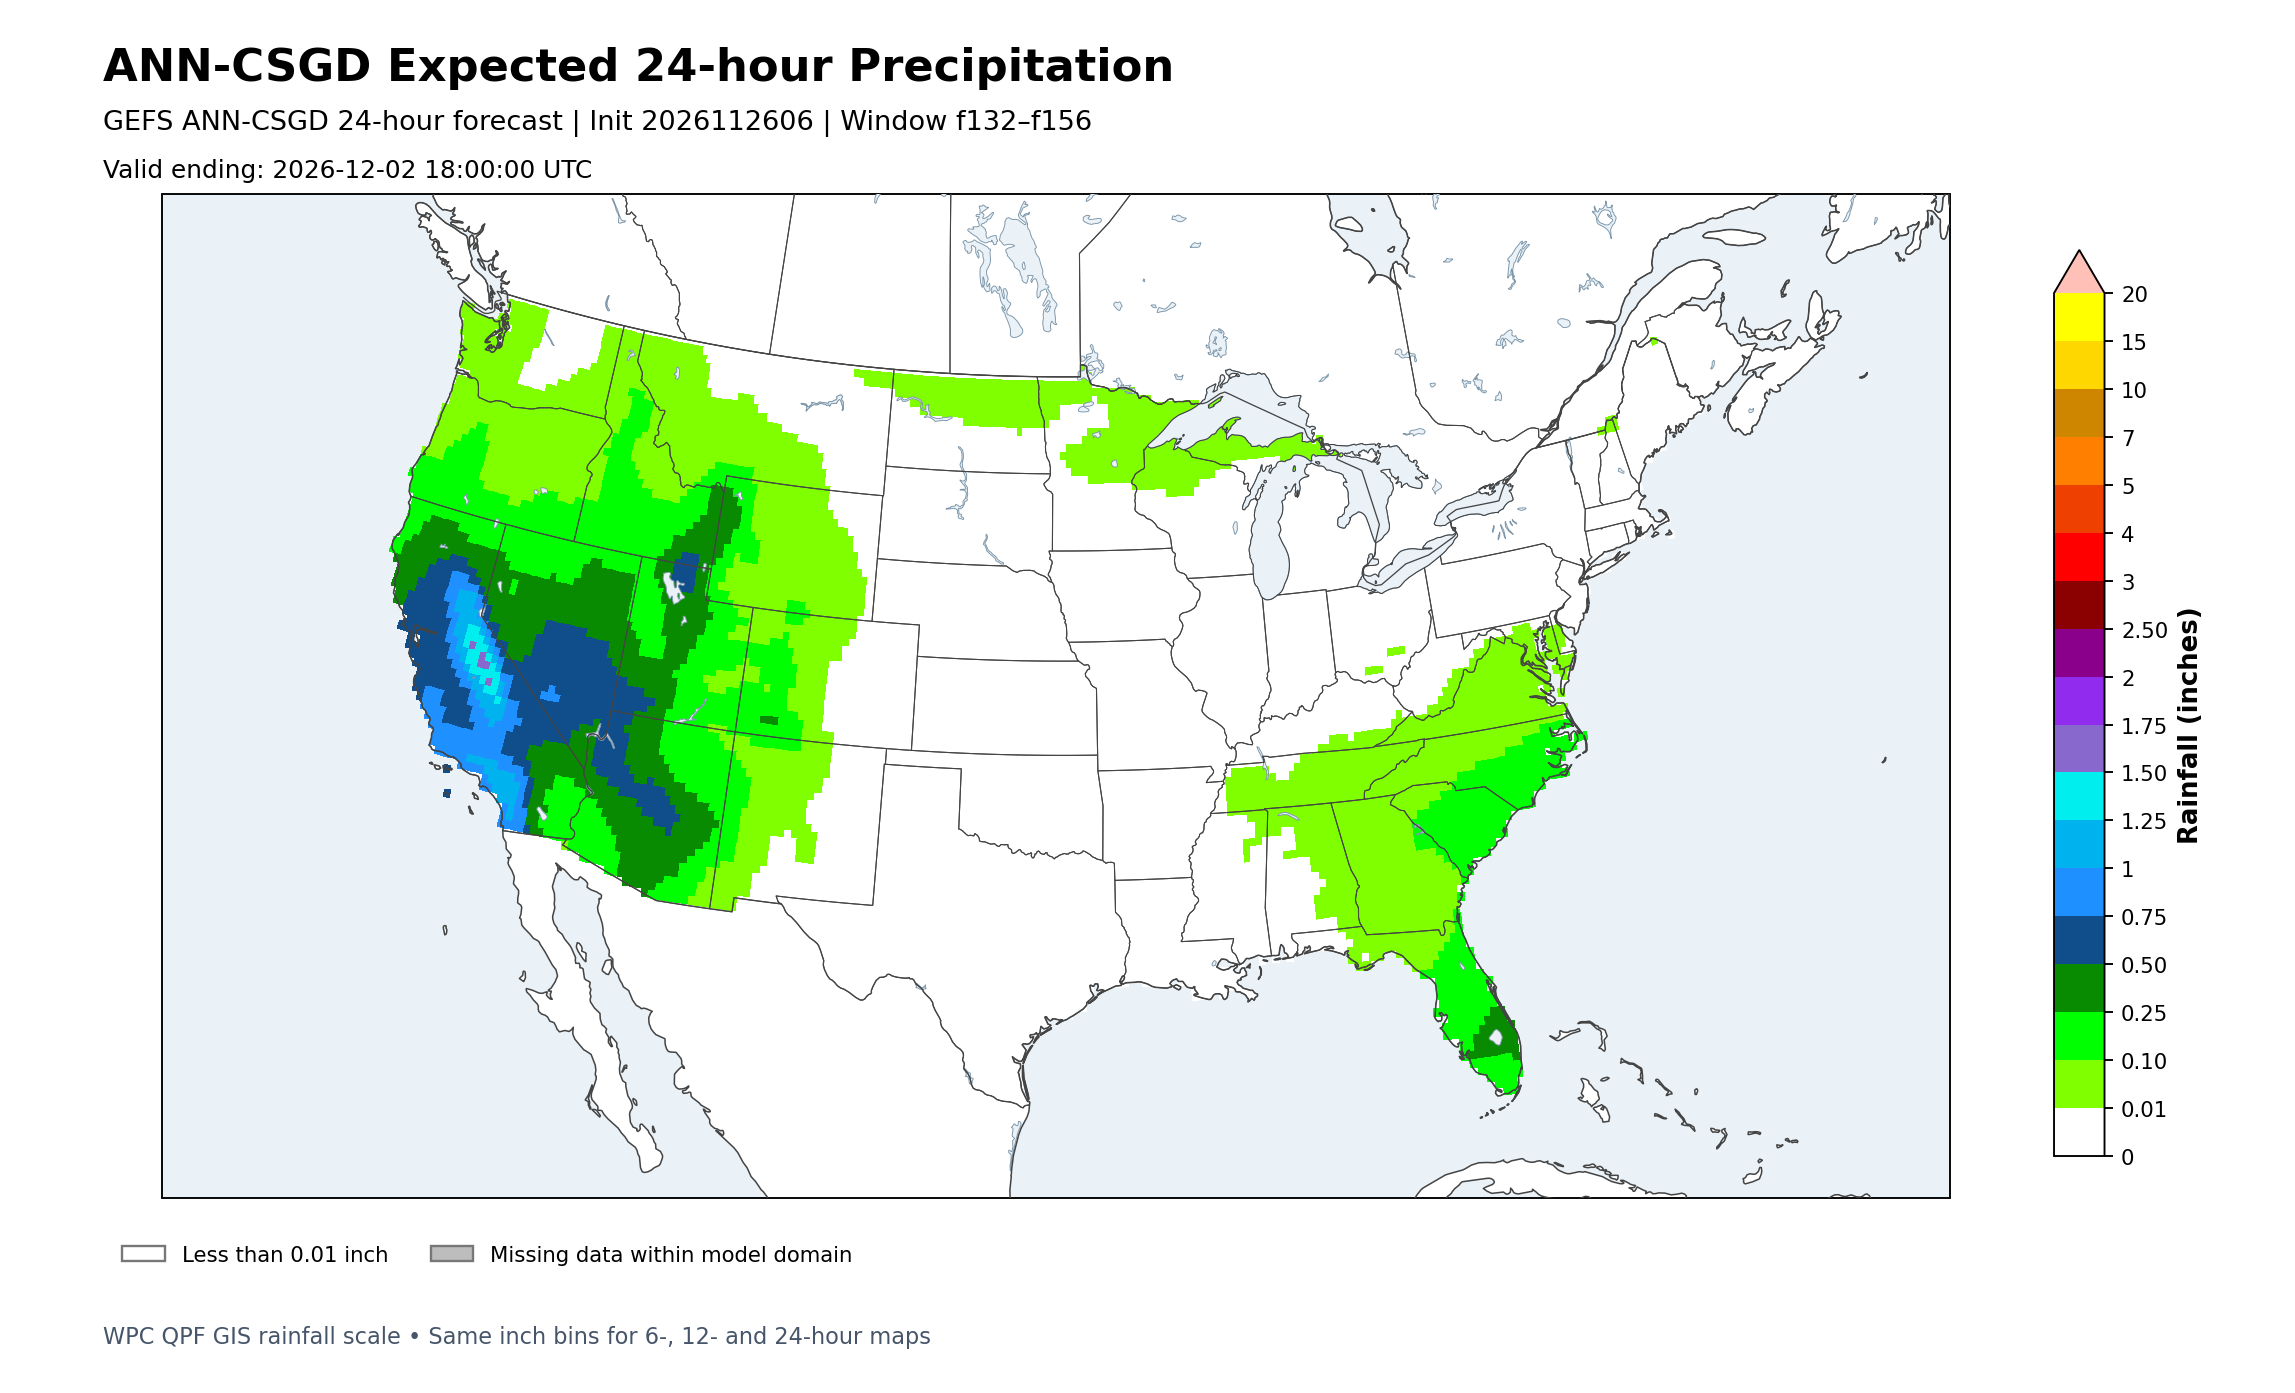 ANN-CSGD Expected 24-hour Precipitation
GEFS ANN-CSGD 24-hour forecast | Init 2026112606 | Window f132–f156
Valid ending: 2026-12-02 18:00:00 UTC
20
15
10
7
5
4
3
2.50
2
1.75
1.50
1.25
1
0.75
0.50
0.25
0.10
0.01
0
Rainfall (inches)
Less than 0.01 inch
Missing data within model domain
WPC QPF GIS rainfall scale • Same inch bins for 6-, 12- and 24-hour maps